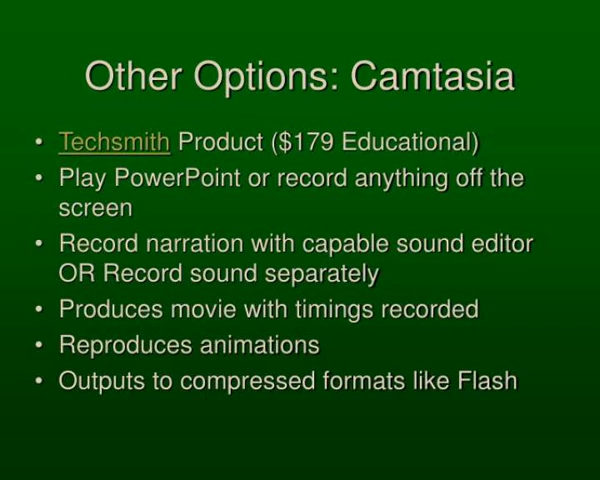 Other Options: Camtasia
• Techsmith Product ($179 Educational)
• Play PowerPoint or record anything off the
screen
• Record narration with capable sound editor
OR Record sound separately
• Produces movie with timings recorded
• Reproduces animations
• Outputs to compressed formats like Flash